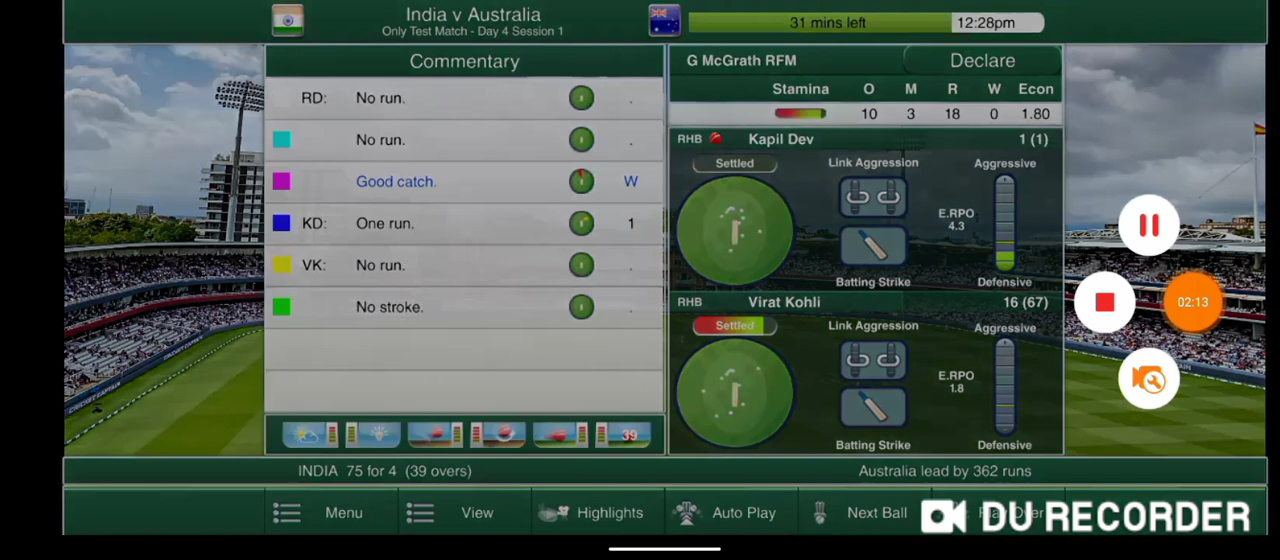 India v Australia
Only Test Match - Day 4 Session 1
31 mins left
12:28pm
Commentary
RD: No run. .
No run. .
Good catch. W
KD: One run. 1
VK: No run. .
No stroke. .
39
G McGrath RFM
Declare
Stamina O M R W Econ
10 3 18 0 1.80
RHB Kapil Dev 1 (1)
Settled
Link Aggression
Aggressive
E.RPO
4.3
Batting Strike
Defensive
RHB Virat Kohli 16 (67)
Settled
Link Aggression
Aggressive
E.RPO
1.8
Batting Strike
Defensive
02:13
INDIA 75 for 4 (39 overs)
Australia lead by 362 runs
Menu
View
Highlights
Auto Play
Next Ball
DU RECORDER